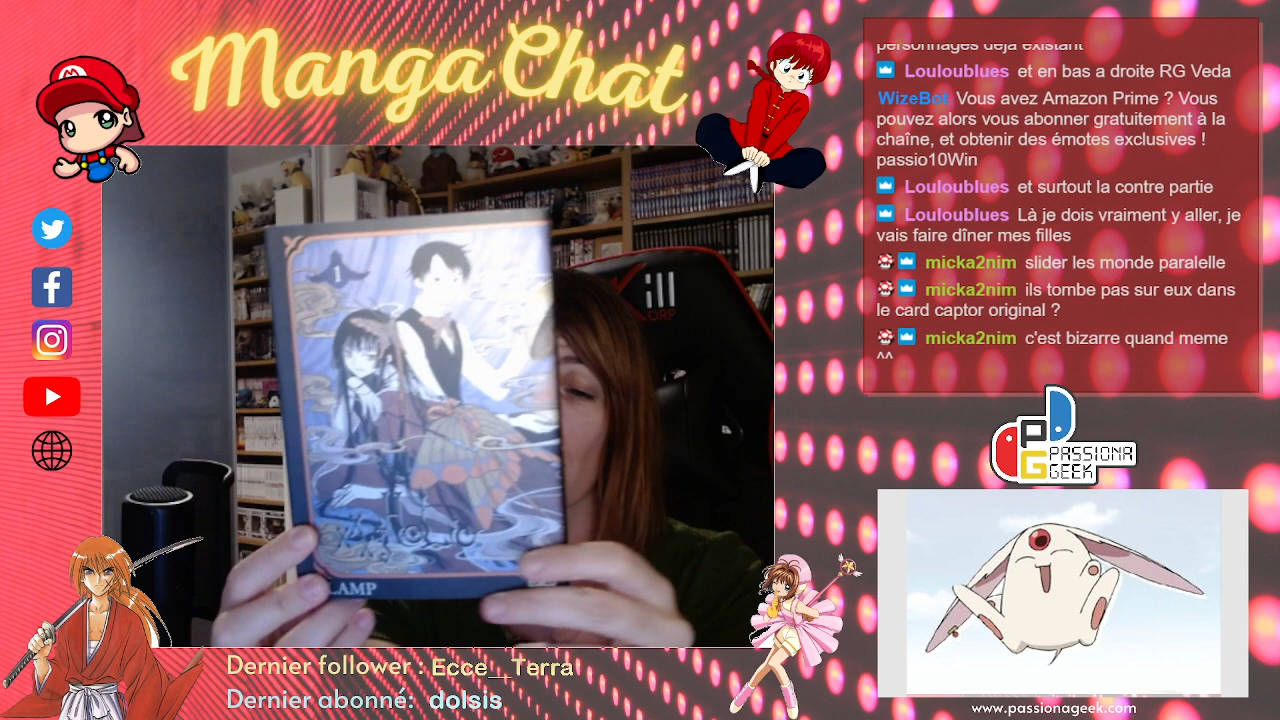 Manga Chat
personnages déjà existant
Louloublues et en bas a droite RG Veda
WizeBot Vous avez Amazon Prime ? Vous
pouvez alors vous abonner gratuitement à la
chaîne, et obtenir des émotes exclusives !
passio10Win
Louloublues et surtout la contre partie
Louloublues Là je dois vraiment y aller, je
vais faire dîner mes filles
micka2nim slider les monde paralelle
micka2nim ils tombe pas sur eux dans
le card captor original ?
micka2nim c'est bizarre quand meme
^^
M
ill
ORP
1
LAMP
PASSIONA
GEEK
Dernier follower : Ecce__Terra
Dernier abonné: dolsis
www.passionageek.com